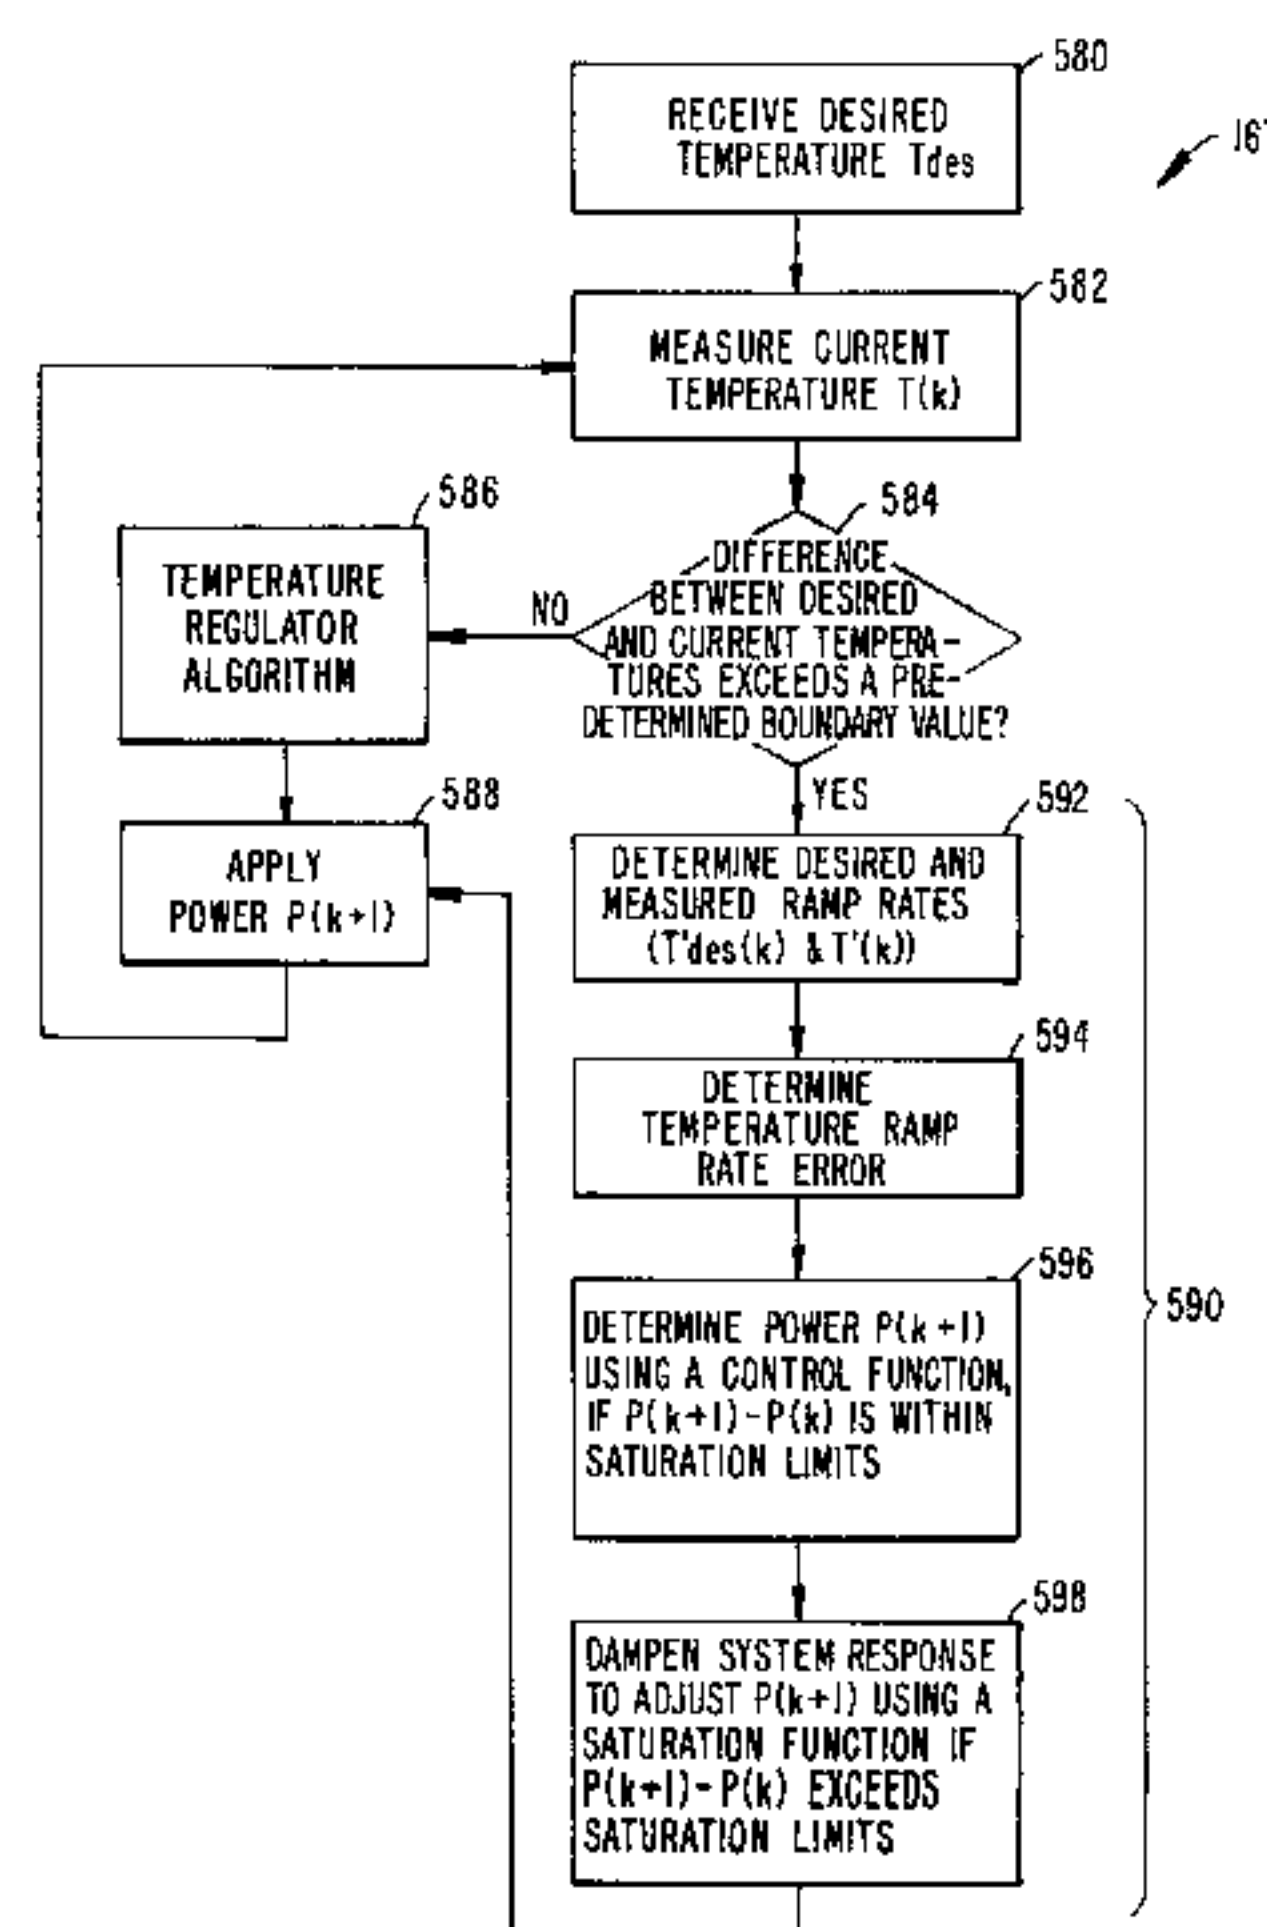 580
RECEIVE DESIRED
TEMPERATURE Tdes
582
MEASURE CURRENT
TEMPERATURE T(k)
584
DIFFERENCE
BETWEEN DESIRED
AND CURRENT TEMPERA-
TURES EXCEEDS A PRE-
DETERMINED BOUNDARY VALUE?
NO
586
TEMPERATURE
REGULATOR
ALGORITHM
588
APPLY
POWER P(k+1)
YES
592
DETERMINE DESIRED AND
MEASURED RAMP RATES
(T'des(k) & T'(k))
594
DETERMINE
TEMPERATURE RAMP
RATE ERROR
596
DETERMINE POWER P(k+1)
USING A CONTROL FUNCTION,
IF P(k+1)-P(k) IS WITHIN
SATURATION LIMITS
590
598
DAMPEN SYSTEM RESPONSE
TO ADJUST P(k+1) USING A
SATURATION FUNCTION IF
P(k+1)-P(k) EXCEEDS
SATURATION LIMITS